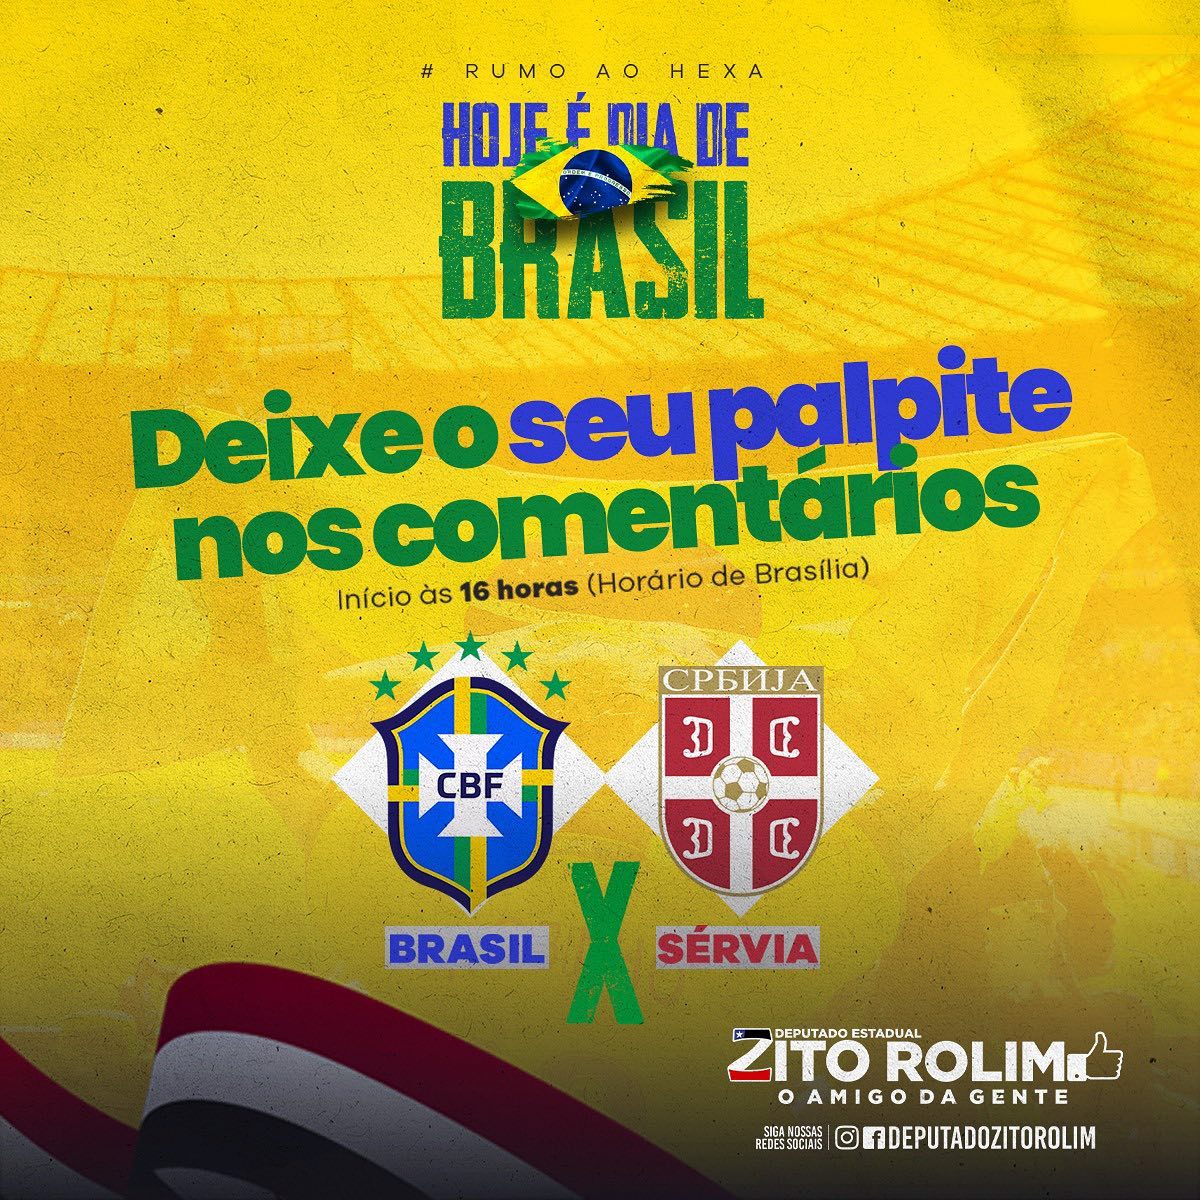 # RUMO AO HEXA
HOJE É DIA DE
BRASIL
Deixe o seu palpite
nos comentários
Início às 16 horas (Horário de Brasília)
CBF
СРБИЈА
BRASIL X SÉRVIA
DEPUTADO ESTADUAL
ZITO ROLIM
O AMIGO DA GENTE
SIGA NOSSAS
REDES SOCIAIS
DEPUTADOZITOROLIM